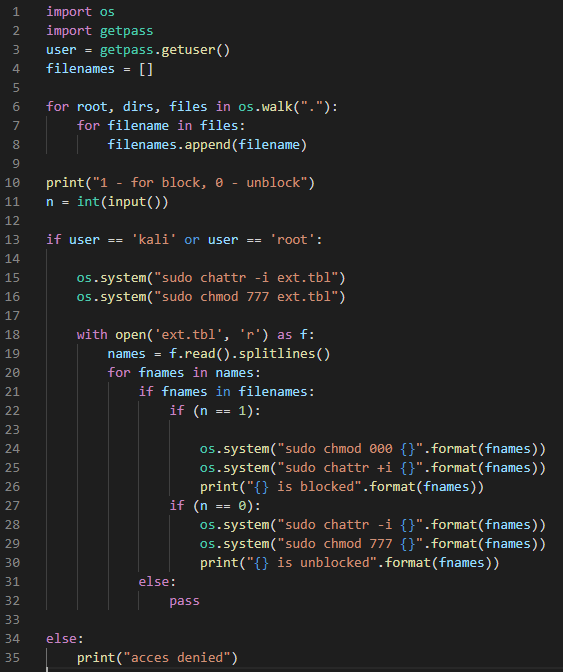 1 import os
2 import getpass
3 user = getpass.getuser()
4 filenames = []
5
6 for root, dirs, files in os.walk("."):
7     for filename in files:
8         filenames.append(filename)
9
10 print("1 - for block, 0 - unblock")
11 n = int(input())
12
13 if user == 'kali' or user == 'root':
14
15     os.system("sudo chattr -i ext.tbl")
16     os.system("sudo chmod 777 ext.tbl")
17
18     with open('ext.tbl', 'r') as f:
19         names = f.read().splitlines()
20         for fnames in names:
21             if fnames in filenames:
22                 if (n == 1):
23
24                     os.system("sudo chmod 000 {}".format(fnames))
25                     os.system("sudo chattr +i {}".format(fnames))
26                     print("{} is blocked".format(fnames))
27                 if (n == 0):
28                     os.system("sudo chattr -i {}".format(fnames))
29                     os.system("sudo chmod 777 {}".format(fnames))
30                     print("{} is unblocked".format(fnames))
31             else:
32                 pass
33
34 else:
35     print("acces denied")